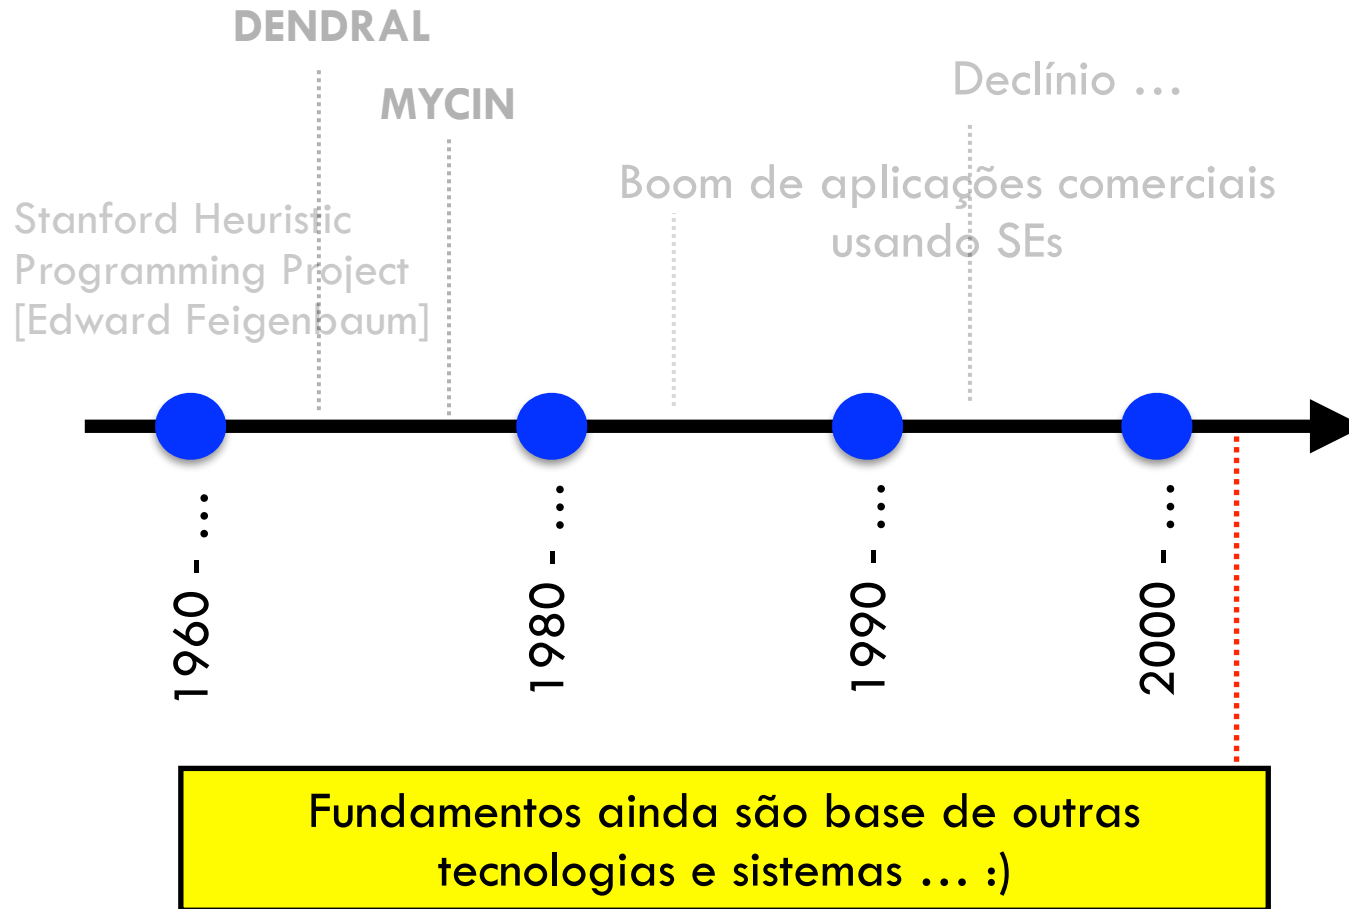 DENDRAL
MYCIN
Declínio ...
Boom de aplicações comerciais
usando SEs
Stanford Heuristic
Programming Project
[Edward Feigenbaum]
1960 - ...
1980 - ...
1990 - ...
2000 - ...
Fundamentos ainda são base de outras
tecnologias e sistemas ... :)